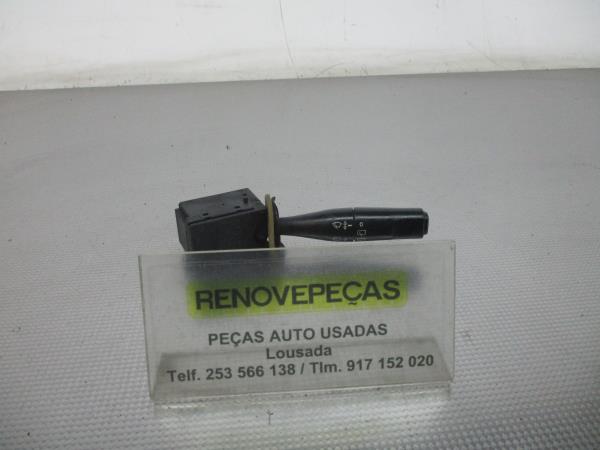 RENOVEPEÇAS
PEÇAS AUTO USADAS
Lousada
Telf. 253 566 138 / Tlm. 917 152 020